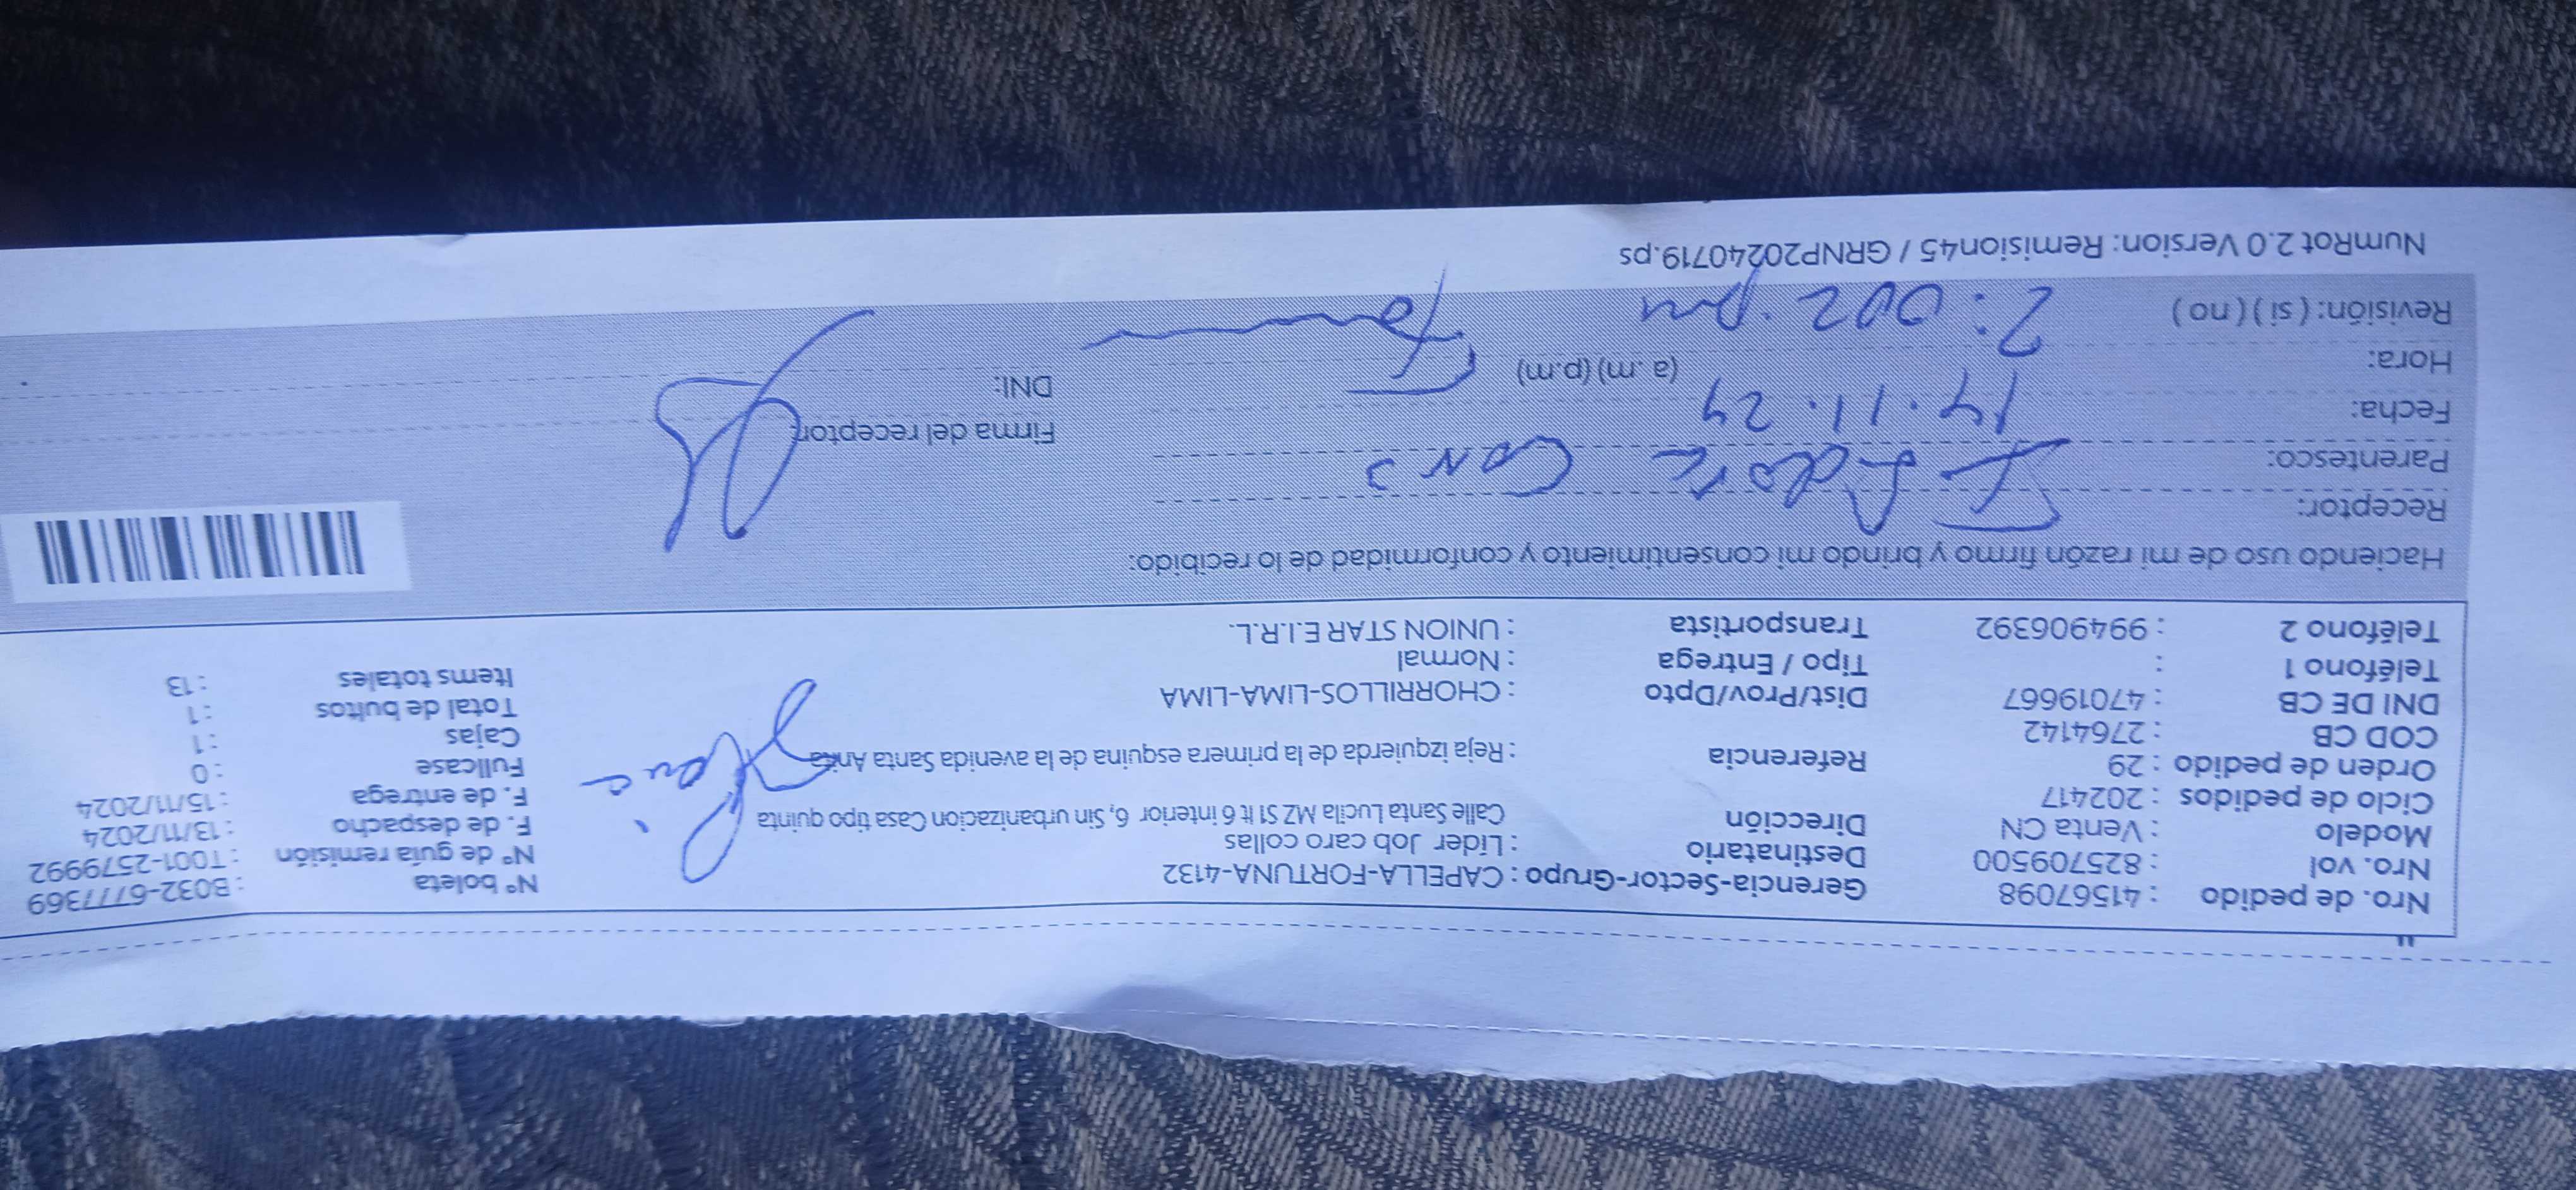 Nro. de pedido : 41567098 Gerencia-Sector-Grupo : CAPELLA-FORTUNA-4132 N° boleta : B032-6777369
Nro. vol : 825709500 Destinatario : Líder Job caro collas N° de guía remisión : T001-2579992
Modelo : Venta CN Dirección Calle Santa Lucila MZ S1 lt 6 interior 6, Sin urbanizacion Casa tipo quinta F. de despacho : 13/11/2024
Ciclo de pedidos : 202417 F. de entrega : 15/11/2024
Orden de pedido : 29 Referencia : Reja izquierda de la primera esquina de la avenida Santa Anita Fullcase : 0
COD CB : 2764142 Cajas : 1
DNI DE CB : 47019667 Dist/Prov/Dpto : CHORRILLOS-LIMA-LIMA Total de bultos : 1
Teléfono 1 : Tipo / Entrega : Normal Items totales : 13
Teléfono 2 : 994906392 Transportista : UNION STAR E.I.R.L.
Haciendo uso de mi razón firmo y brindo mi consentimiento y conformidad de lo recibido:
Receptor:
Parentesco: Firma del receptor:
Fecha: 14.11.24 DNI:
Hora: (a.m) (p.m)
Revisión: (si) (no)
NumRot 2.0 Version: Remision45 / GRNP20240719.ps